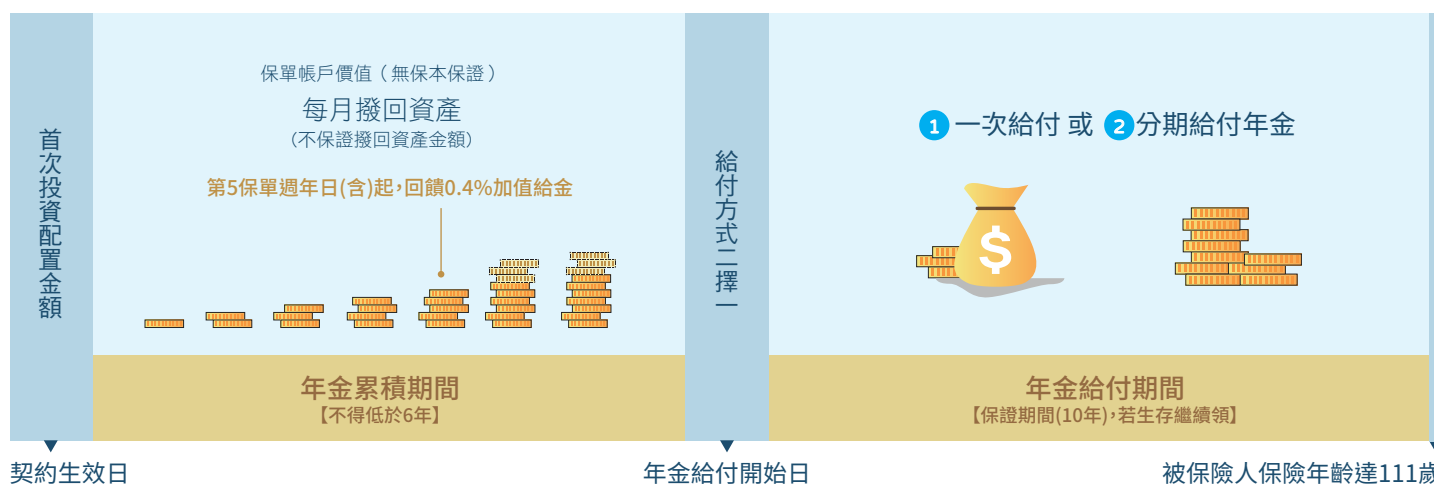 首次投資配置金額
保單帳戶價值（無保本保證）
每月撥回資產
（不保證撥回資產金額）
第5保單週年日(含)起，回饋0.4%加值給金
年金累積期間
【不得低於6年】
給付方式二擇一
1 一次給付 或 2 分期給付年金
$
年金給付期間
【保證期間(10年)，若生存繼續領】
契約生效日
年金給付開始日
被保險人保險年齡達111歲